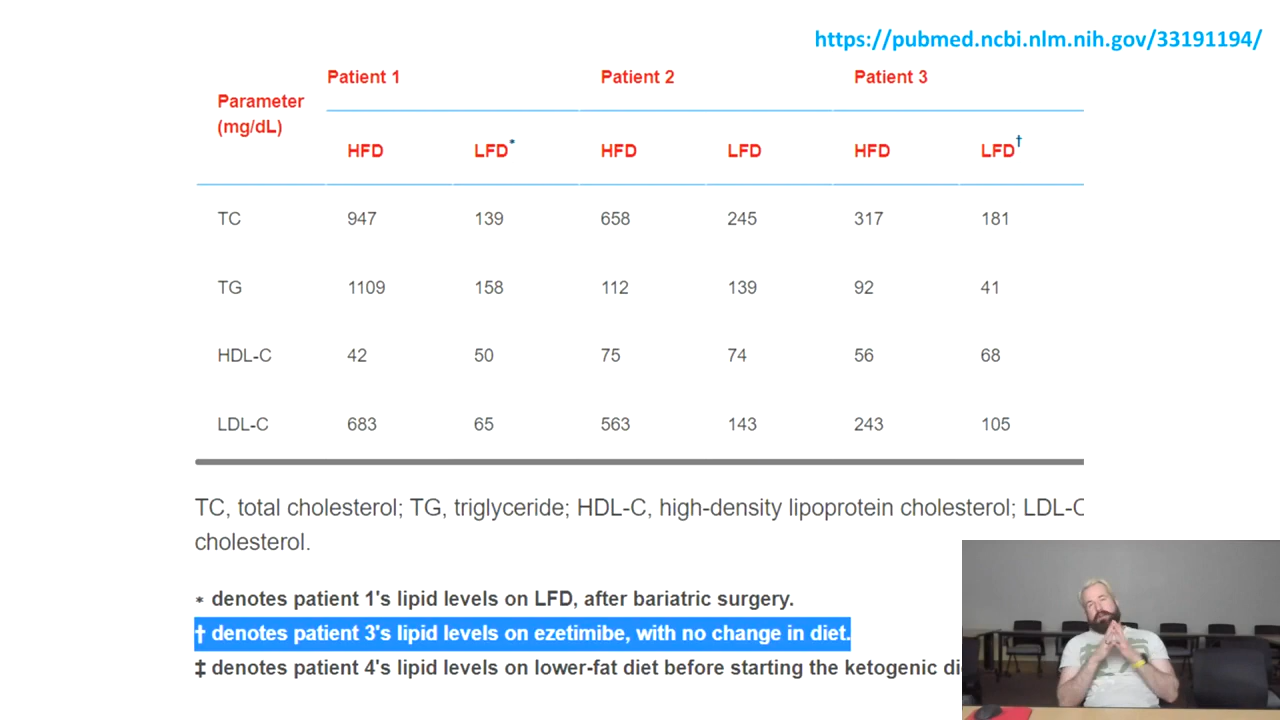 https://pubmed.ncbi.nlm.nih.gov/33191194/
Patient 1 Patient 2 Patient 3
Parameter
(mg/dL)
HFD LFD* HFD LFD HFD LFD†
TC 947 139 658 245 317 181
TG 1109 158 112 139 92 41
HDL-C 42 50 75 74 56 68
LDL-C 683 65 563 143 243 105
TC, total cholesterol; TG, triglyceride; HDL-C, high-density lipoprotein cholesterol; LDL-C
cholesterol.
* denotes patient 1's lipid levels on LFD, after bariatric surgery.
† denotes patient 3's lipid levels on ezetimibe, with no change in diet.
‡ denotes patient 4's lipid levels on lower-fat diet before starting the ketogenic